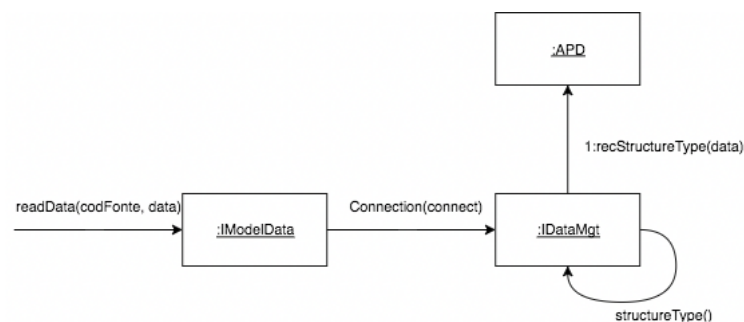 :APD
1:recStructureType(data)
readData(codFonte, data)
Connection(connect)
:IModelData
:IDataMgt
structureType()